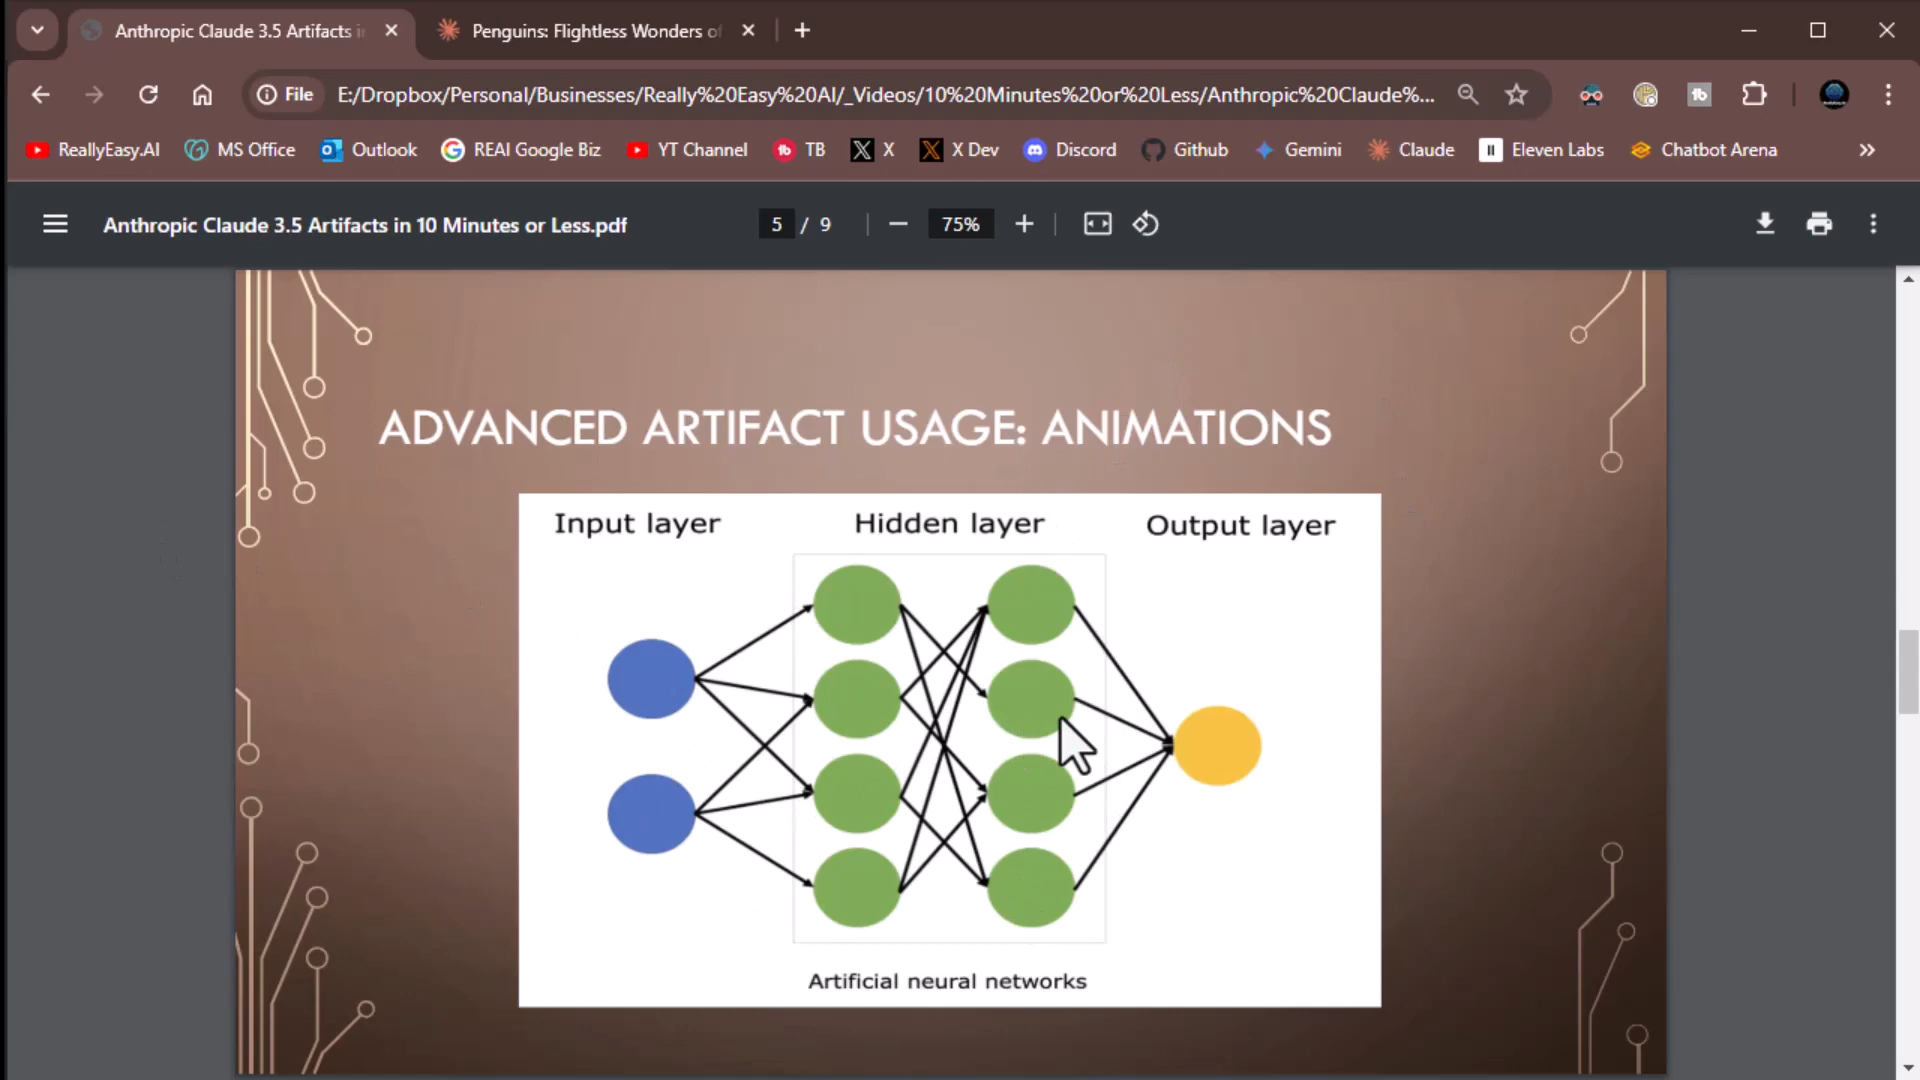 Anthropic Claude 3.5 Artifacts i
Penguins: Flightless Wonders of
File
E:/Dropbox/Personal/Businesses/Really%20Easy%20AI/_Videos/10%20Minutes%20or%20Less/Anthropic%20Claude%...
ReallyEasy.AI
MS Office
Outlook
REAI Google Biz
YT Channel
TB
X
X Dev
Discord
Github
Gemini
Claude
Eleven Labs
Chatbot Arena
Anthropic Claude 3.5 Artifacts in 10 Minutes or Less.pdf
5 / 9
75%
ADVANCED ARTIFACT USAGE: ANIMATIONS
Input layer
Hidden layer
Output layer
Artificial neural networks